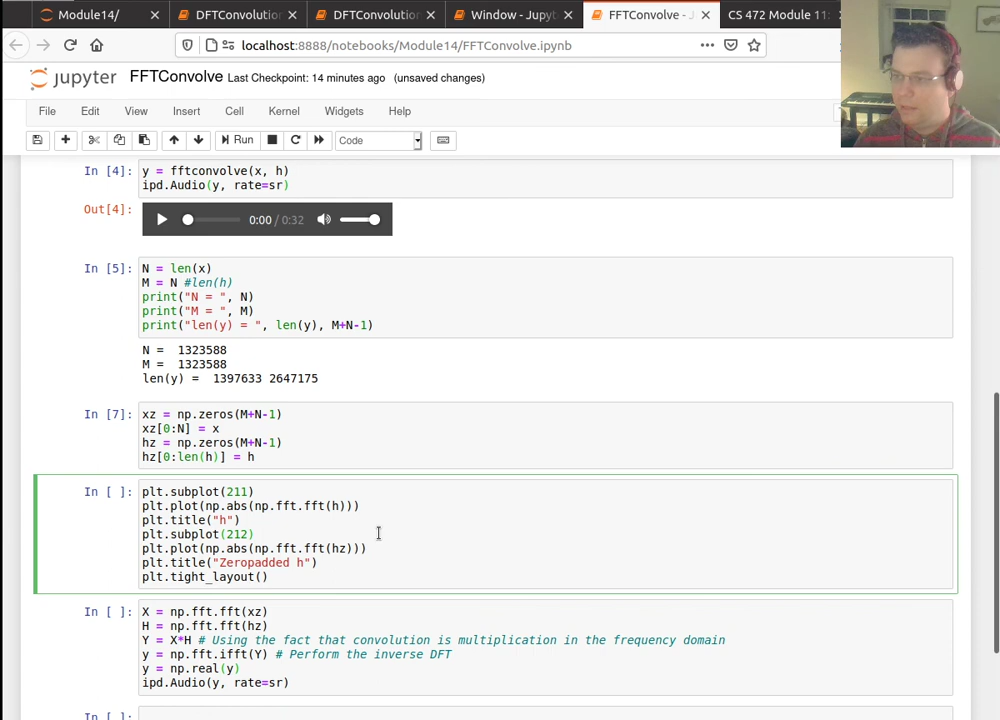 Module14/
DFTConvolution
DFTConvolution
Window - Jupyt
FFTConvolve -
CS 472 Module 11:
localhost:8888/notebooks/Module14/FFTConvolve.ipynb
jupyter FFTConvolve Last Checkpoint: 14 minutes ago (unsaved changes)
File Edit View Insert Cell Kernel Widgets Help
Run Code
In [4]: y = fftconvolve(x, h)
ipd.Audio(y, rate=sr)
Out[4]:
0:00 / 0:32
In [5]: N = len(x)
M = N #len(h)
print("N = ", N)
print("M = ", M)
print("len(y) = ", len(y), M+N-1)
N =  1323588
M =  1323588
len(y) =  1397633 2647175
In [7]: xz = np.zeros(M+N-1)
xz[0:N] = x
hz = np.zeros(M+N-1)
hz[0:len(h)] = h
In [ ]: plt.subplot(211)
plt.plot(np.abs(np.fft.fft(h)))
plt.title("h")
plt.subplot(212)
plt.plot(np.abs(np.fft.fft(hz)))
plt.title("Zeropadded h")
plt.tight_layout()
In [ ]: X = np.fft.fft(xz)
H = np.fft.fft(hz)
Y = X*H # Using the fact that convolution is multiplication in the frequency domain
y = np.fft.ifft(Y) # Perform the inverse DFT
y = np.real(y)
ipd.Audio(y, rate=sr)
In [ ]: